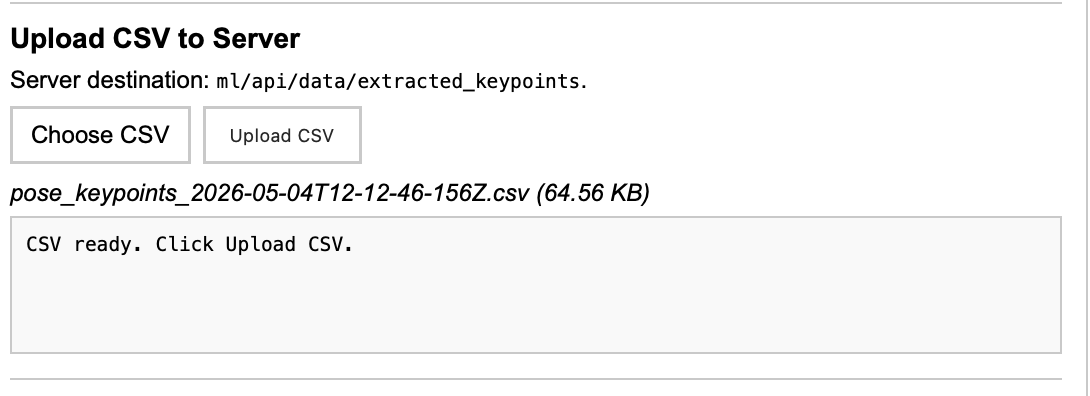 Upload CSV to Server
Server destination: ml/api/data/extracted_keypoints.
Choose CSV Upload CSV
pose_keypoints_2026-05-04T12-12-46-156Z.csv (64.56 KB)
CSV ready. Click Upload CSV.